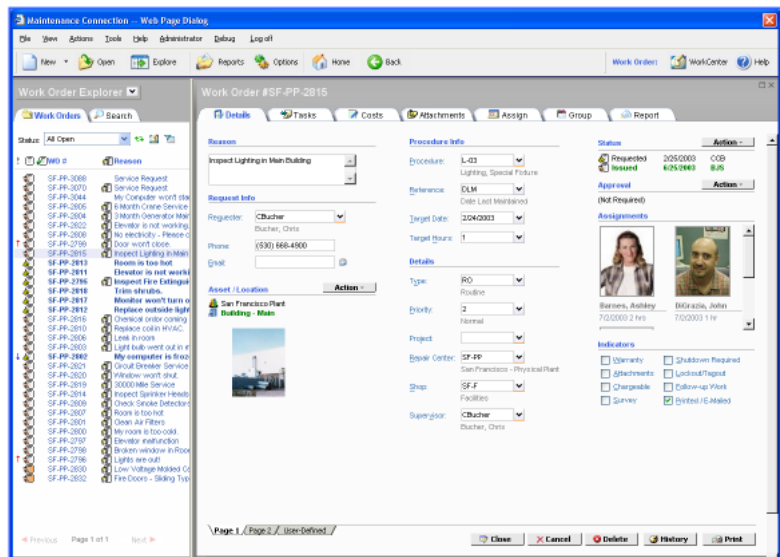 Maintenance Connection -- Web Page Dialog
File View Actions Tools Help Administrator Debug Log off
New Open Explore Reports Options Home Back Work Order: WorkCenter Help
Work Order Explorer
Work Order #SF-PP-2815
Work Orders Search
Details Tasks Costs Attachments Assign Group Report
Status: All Open
! WO # Reason
SF-PP-3088 Service Request
SF-PP-3070 Service Request
SF-PP-3044 My Computer won't sta
SF-PP-2805 6 Month Crane Service
SF-PP-2804 3 Month Generator Mai
SF-PP-2822 Elevator is not working.
SF-PP-2808 No electricity - Please c
SF-PP-2799 Door won't close.
SF-PP-2815 Inspect Lighting in Main
SF-PP-2813 Room is too hot
SF-PP-2811 Elevator is not worki
SF-PP-2795 Inspect Fire Extingui
SF-PP-2818 Trim shrubs.
SF-PP-2817 Monitor won't turn o
SF-PP-2812 Replace outside light
SF-PP-2816 Chemical order coming
SF-PP-2810 Replace coil in HVAC.
SF-PP-2806 Leak in room
SF-PP-2803 Light bulb went out in m
SF-PP-2802 My computer is froz
SF-PP-2821 Circuit Breaker Service
SF-PP-2820 Window won't shut.
SF-PP-2819 30000 Mile Service
SF-PP-2814 Inspect Sprinkler Heads
SF-PP-2809 Check Smoke Detectors
SF-PP-2807 Room is too hot
SF-PP-2801 Clean Air Filters
SF-PP-2800 My room is too cold.
SF-PP-2797 Elevator malfunction
SF-PP-2798 Broken window in Roo
SF-PP-2796 Lights are out!
SF-PP-2830 Low Voltage Molded Ca
SF-PP-2832 Fire Doors - Sliding Typ
Previous Page 1 of 1 Next
Reason
Inspect Lighting in Main Building
Request Info
Requester: CBucher
Bucher, Chris
Phone: (530) 668-4900
Email:
Asset / Location Action
San Francisco Plant
Building - Main
Procedure Info
Procedure: L-03
Lighting, Special Fixture
Reference: DLM
Date Last Maintained
Target Date: 2/24/2003
Target Hours: 1
Details
Type: RO
Routine
Priority: 2
Normal
Project:
Repair Center: SF-PP
San Francisco - Physical Plant
Shop: SF-F
Facilities
Supervisor: CBucher
Bucher, Chris
Status Action
Requested 2/25/2003 COB
Issued 6/25/2003 BJS
Approval Action
(Not Required)
Assignments
Barnes, Ashley DiGrazia, John
7/2/2003 2 hrs 7/2/2003 1 hr
Indicators
Warranty Shutdown Required
Attachments Lockout/Tagout
Chargeable Follow-up Work
Survey Printed / E-Mailed
Page 1 Page 2 User-Defined
Close Cancel Delete History Print